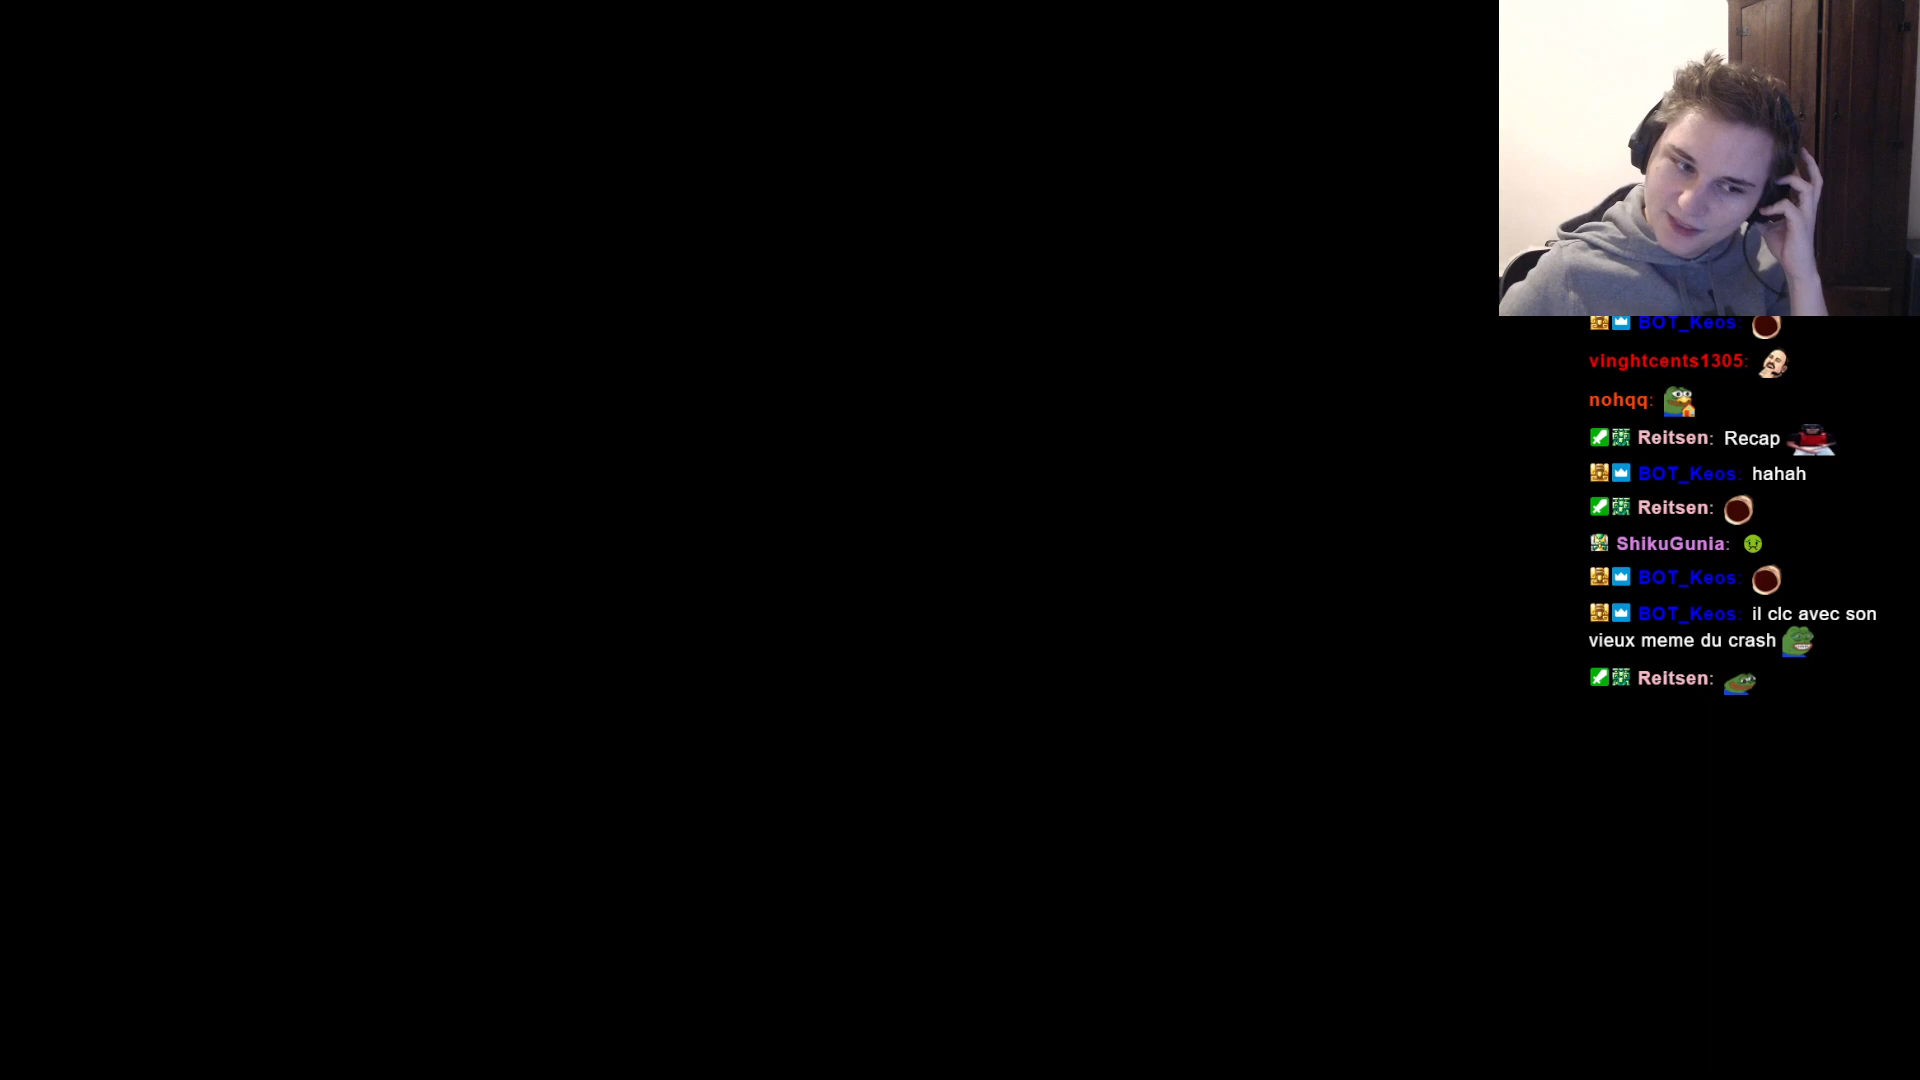 BOT_Keos:
vinghtcents1305:
nohqq:
Reitsen: Recap
BOT_Keos: hahah
Reitsen:
ShikuGunia:
BOT_Keos:
BOT_Keos: il clc avec son
vieux meme du crash
Reitsen: